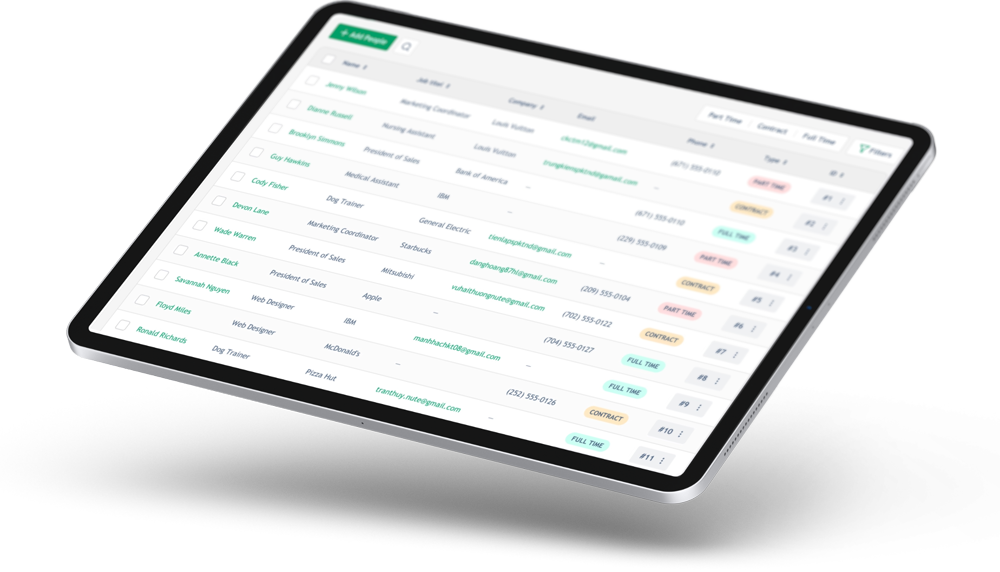 + Add People
Part Time Contract Full Time Filters
Name Job titel Company Email Phone Type ID
Jenny Wilson Marketing Coordinator Louis Vuitton (671) 555-0110 PART TIME #1
Dianne Russell Nursing Assistant Louis Vuitton trungkienspktnd@gmail.com – CONTRACT #2
Brooklyn Simmons President of Sales Bank of America – (671) 555-0110 FULL TIME #3
Guy Hawkins Medical Assistant IBM – (229) 555-0109 PART TIME #4
Cody Fisher Dog Trainer General Electric tienlapspktnd@gmail.com – CONTRACT #5
Devon Lane Marketing Coordinator Starbucks danghoang87hl@gmail.com (209) 555-0104 PART TIME #6
Wade Warren President of Sales Mitsubishi vuhaithuongnute@gmail.com (702) 555-0122 CONTRACT #7
Annette Black President of Sales Apple – (704) 555-0127 FULL TIME #8
Savannah Nguyen Web Designer IBM manhhachkt08@gmail.com – FULL TIME #9
Floyd Miles Web Designer McDonald's – (252) 555-0126 CONTRACT #10
Ronald Richards Dog Trainer Pizza Hut tranthuy.nute@gmail.com – FULL TIME #11